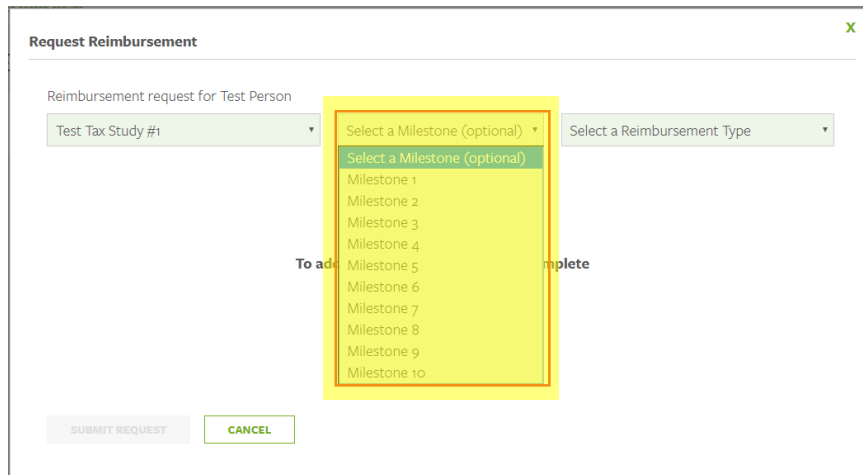 X
Request Reimbursement
Reimbursement request for Test Person
Test Tax Study #1 Select a Milestone (optional) Select a Reimbursement Type
Select a Milestone (optional)
Milestone 1
Milestone 2
Milestone 3
Milestone 4
To add mplete
Milestone 5
Milestone 6
Milestone 7
Milestone 8
Milestone 9
Milestone 10
SUBMIT REQUEST CANCEL